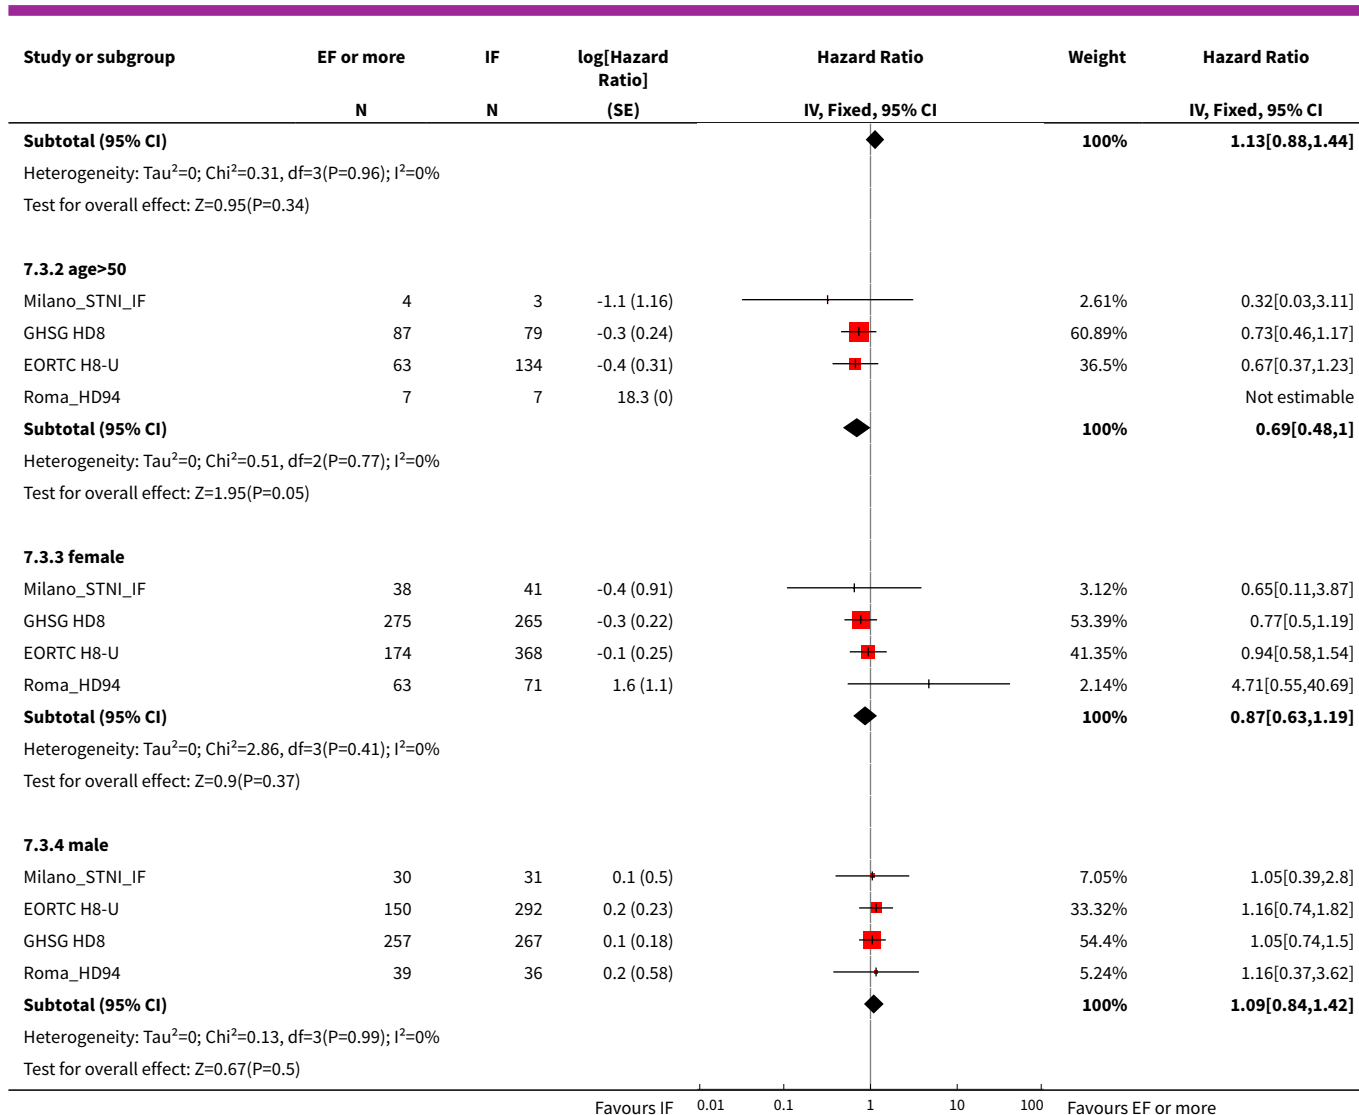 Study or subgroup EF or more IF log[Hazard Hazard Ratio Weight Hazard Ratio
Ratio]
N N (SE) IV, Fixed, 95% CI IV, Fixed, 95% CI
Subtotal (95% CI) 100% 1.13[0.88,1.44]
Heterogeneity: Tau²=0; Chi²=0.31, df=3(P=0.96); I²=0%
Test for overall effect: Z=0.95(P=0.34)
7.3.2 age>50
Milano_STNI_IF 4 3 -1.1 (1.16) 2.61% 0.32[0.03,3.11]
GHSG HD8 87 79 -0.3 (0.24) 60.89% 0.73[0.46,1.17]
EORTC H8-U 63 134 -0.4 (0.31) 36.5% 0.67[0.37,1.23]
Roma_HD94 7 7 18.3 (0) Not estimable
Subtotal (95% CI) 100% 0.69[0.48,1]
Heterogeneity: Tau²=0; Chi²=0.51, df=2(P=0.77); I²=0%
Test for overall effect: Z=1.95(P=0.05)
7.3.3 female
Milano_STNI_IF 38 41 -0.4 (0.91) 3.12% 0.65[0.11,3.87]
GHSG HD8 275 265 -0.3 (0.22) 53.39% 0.77[0.5,1.19]
EORTC H8-U 174 368 -0.1 (0.25) 41.35% 0.94[0.58,1.54]
Roma_HD94 63 71 1.6 (1.1) 2.14% 4.71[0.55,40.69]
Subtotal (95% CI) 100% 0.87[0.63,1.19]
Heterogeneity: Tau²=0; Chi²=2.86, df=3(P=0.41); I²=0%
Test for overall effect: Z=0.9(P=0.37)
7.3.4 male
Milano_STNI_IF 30 31 0.1 (0.5) 7.05% 1.05[0.39,2.8]
EORTC H8-U 150 292 0.2 (0.23) 33.32% 1.16[0.74,1.82]
GHSG HD8 257 267 0.1 (0.18) 54.4% 1.05[0.74,1.5]
Roma_HD94 39 36 0.2 (0.58) 5.24% 1.16[0.37,3.62]
Subtotal (95% CI) 100% 1.09[0.84,1.42]
Heterogeneity: Tau²=0; Chi²=0.13, df=3(P=0.99); I²=0%
Test for overall effect: Z=0.67(P=0.5)
Favours IF 0.01 0.1 1 10 100 Favours EF or more